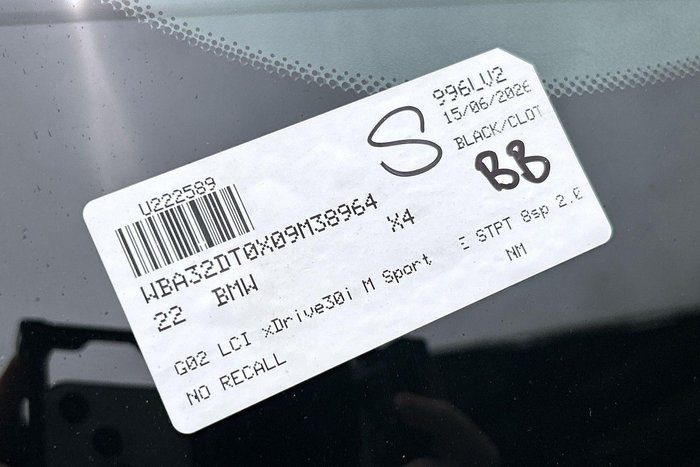 996LV2
15/06/2026
BLACK/CLOT
S
BB
U222589
WBA32DT0X09M38964
22 BMW X4
G02 LCI xDrive30i M Sport E STPT 8sp 2.0
NO RECALL NM